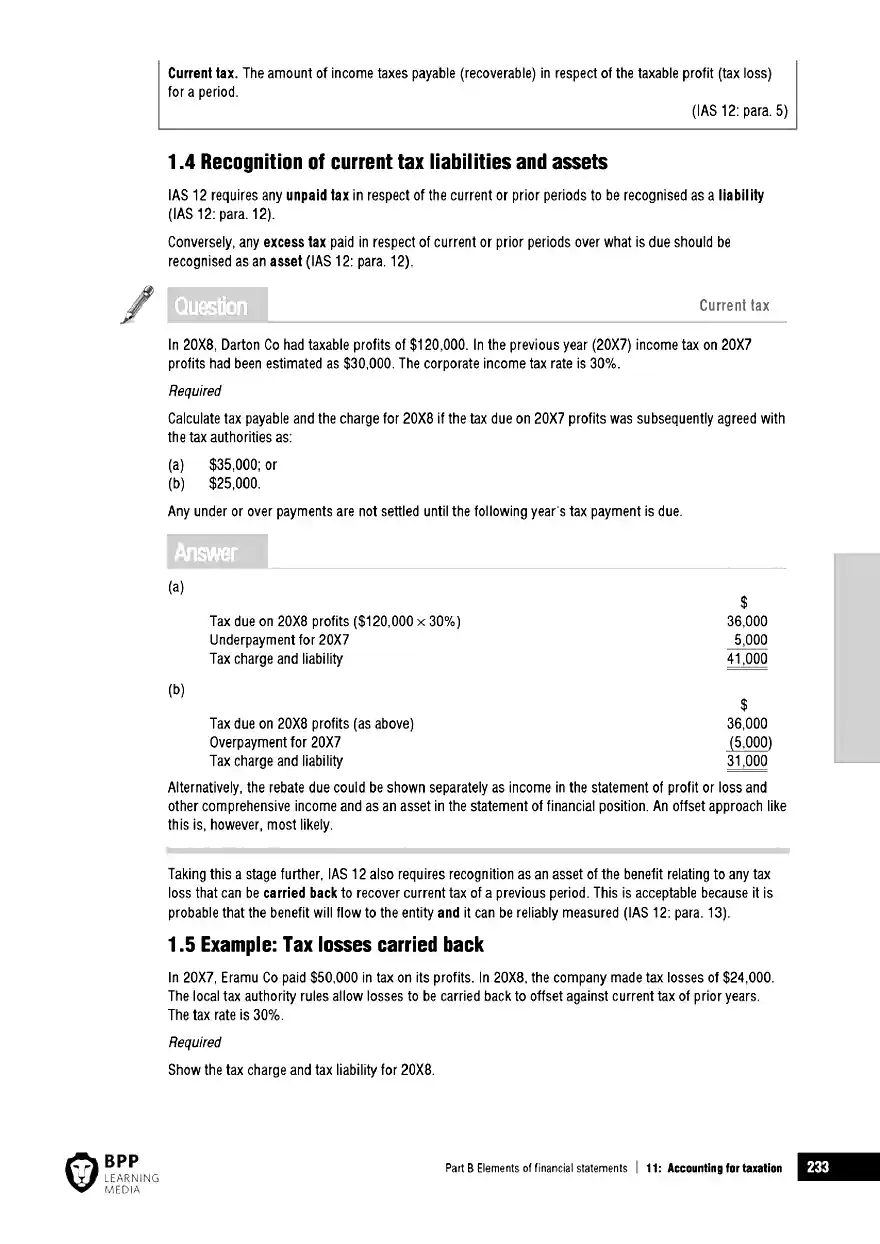 Current tax. The amount of income taxes payable (recoverable) in respect of the taxable profit (tax loss)
for a period.
(IAS 12: para. 5)
1.4 Recognition of current tax liabilities and assets
IAS 12 requires any unpaid tax in respect of the current or prior periods to be recognised as a liability
(IAS 12: para. 12).
Conversely, any excess tax paid in respect of current or prior periods over what is due should be
recognised as an asset (IAS 12: para. 12).
Question Current tax
In 20X8, Darton Co had taxable profits of $120,000. In the previous year (20X7) income tax on 20X7
profits had been estimated as $30,000. The corporate income tax rate is 30%.
Required
Calculate tax payable and the charge for 20X8 if the tax due on 20X7 profits was subsequently agreed with
the tax authorities as:
(a) $35,000; or
(b) $25,000.
Any under or over payments are not settled until the following year's tax payment is due.
Answer
(a)
$
Tax due on 20X8 profits ($120,000 × 30%) 36,000
Underpayment for 20X7 5,000
Tax charge and liability 41,000
(b)
$
Tax due on 20X8 profits (as above) 36,000
Overpayment for 20X7 (5,000)
Tax charge and liability 31,000
Alternatively, the rebate due could be shown separately as income in the statement of profit or loss and
other comprehensive income and as an asset in the statement of financial position. An offset approach like
this is, however, most likely.
Taking this a stage further, IAS 12 also requires recognition as an asset of the benefit relating to any tax
loss that can be carried back to recover current tax of a previous period. This is acceptable because it is
probable that the benefit will flow to the entity and it can be reliably measured (IAS 12: para. 13).
1.5 Example: Tax losses carried back
In 20X7, Eramu Co paid $50,000 in tax on its profits. In 20X8, the company made tax losses of $24,000.
The local tax authority rules allow losses to be carried back to offset against current tax of prior years.
The tax rate is 30%.
Required
Show the tax charge and tax liability for 20X8.
BPP
LEARNING
MEDIA
Part B Elements of financial statements | 11: Accounting for taxation 233